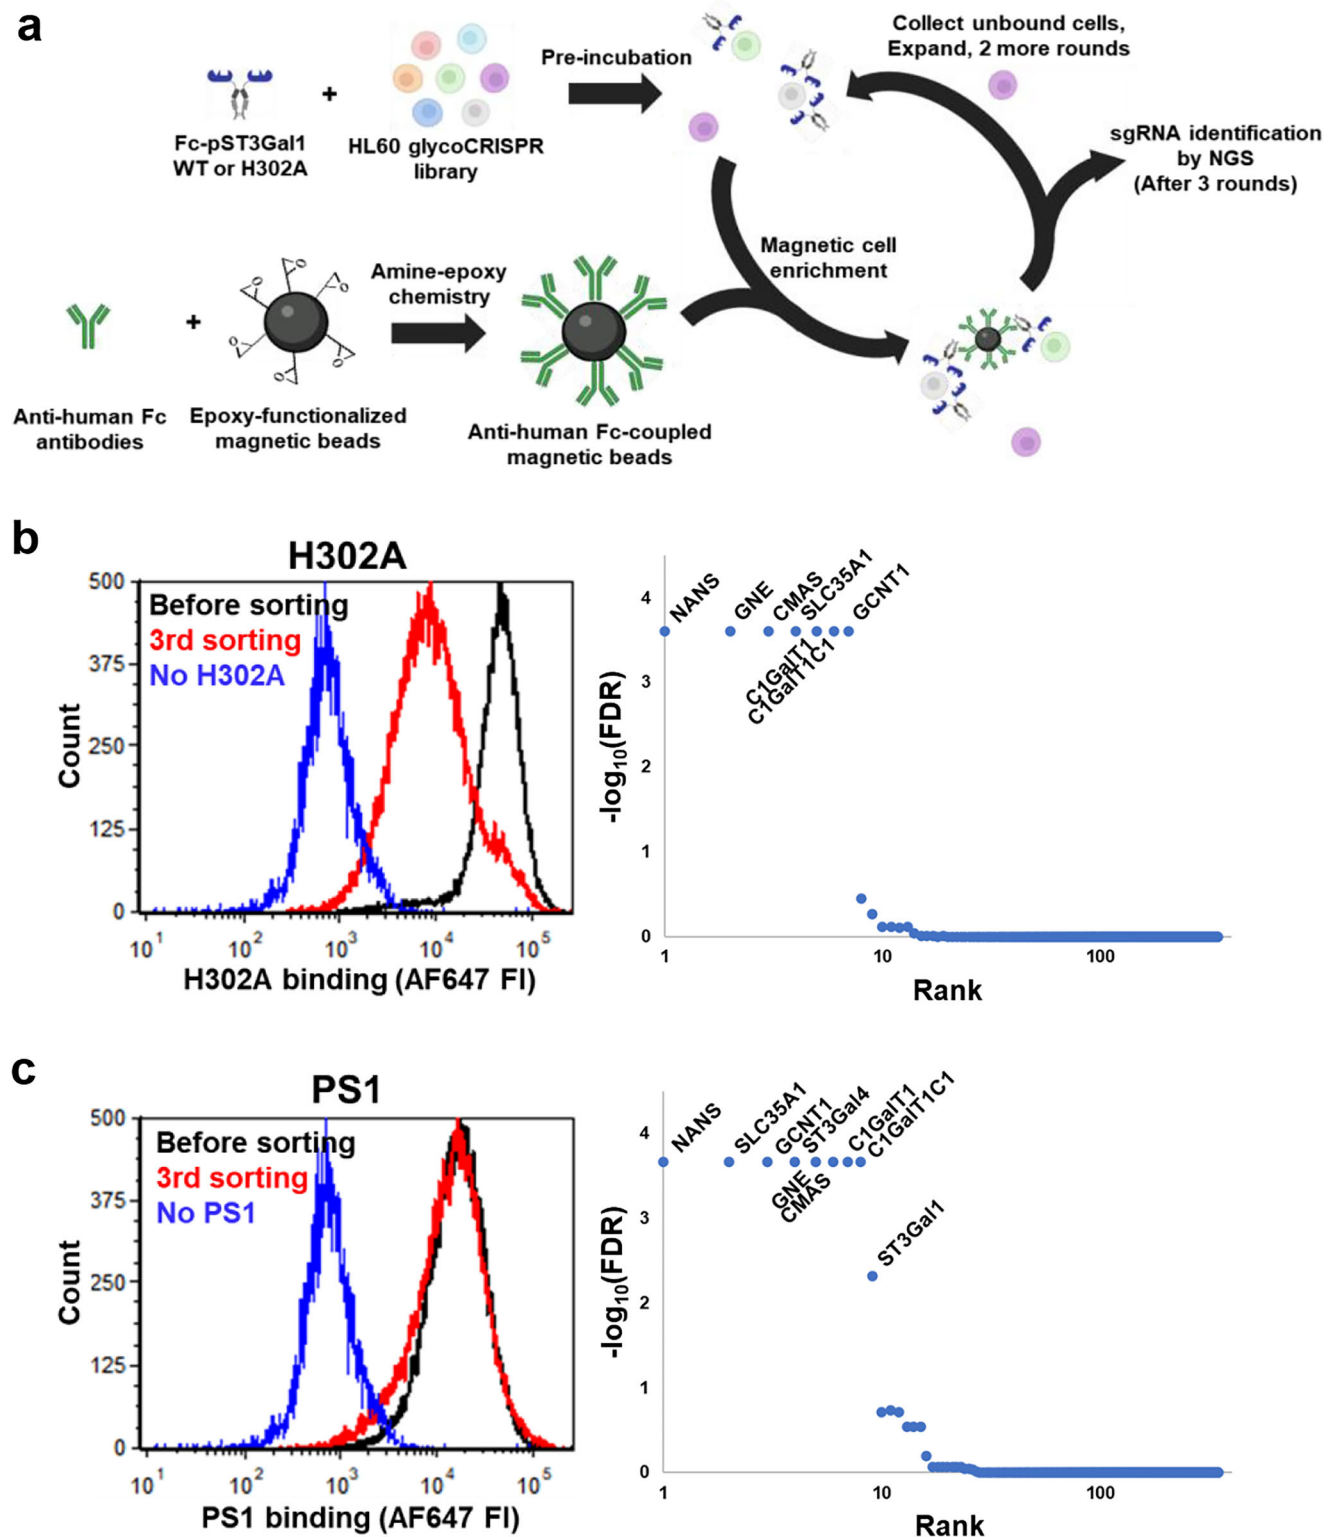 a
Fc-pST3Gal1
WT or H302A
+
HL60 glycoCRISPR
library
Pre-incubation
Collect unbound cells,
Expand, 2 more rounds
sgRNA identification
by NGS
(After 3 rounds)
Magnetic cell
enrichment
Anti-human Fc
antibodies
+
O
O
O
O
O
O
Epoxy-functionalized
magnetic beads
Amine-epoxy
chemistry
Anti-human Fc-coupled
magnetic beads
b
H302A
Before sorting
3rd sorting
No H302A
Count
500
375
250
125
0
10¹
10²
10³
10⁴
10⁵
H302A binding (AF647 FI)
-log₁₀(FDR)
4
3
2
1
0
NANS
GNE
CMAS
SLC35A1
C1GalT1
C1GalT1C1
GCNT1
1
10
100
Rank
c
PS1
Before sorting
3rd sorting
No PS1
Count
500
375
250
125
0
10¹
10²
10³
10⁴
10⁵
PS1 binding (AF647 FI)
-log₁₀(FDR)
4
3
2
1
0
NANS
SLC35A1
GCNT1
ST3Gal4
GNE
CMAS
C1GalT1
C1GalT1C1
ST3Gal1
1
10
100
Rank